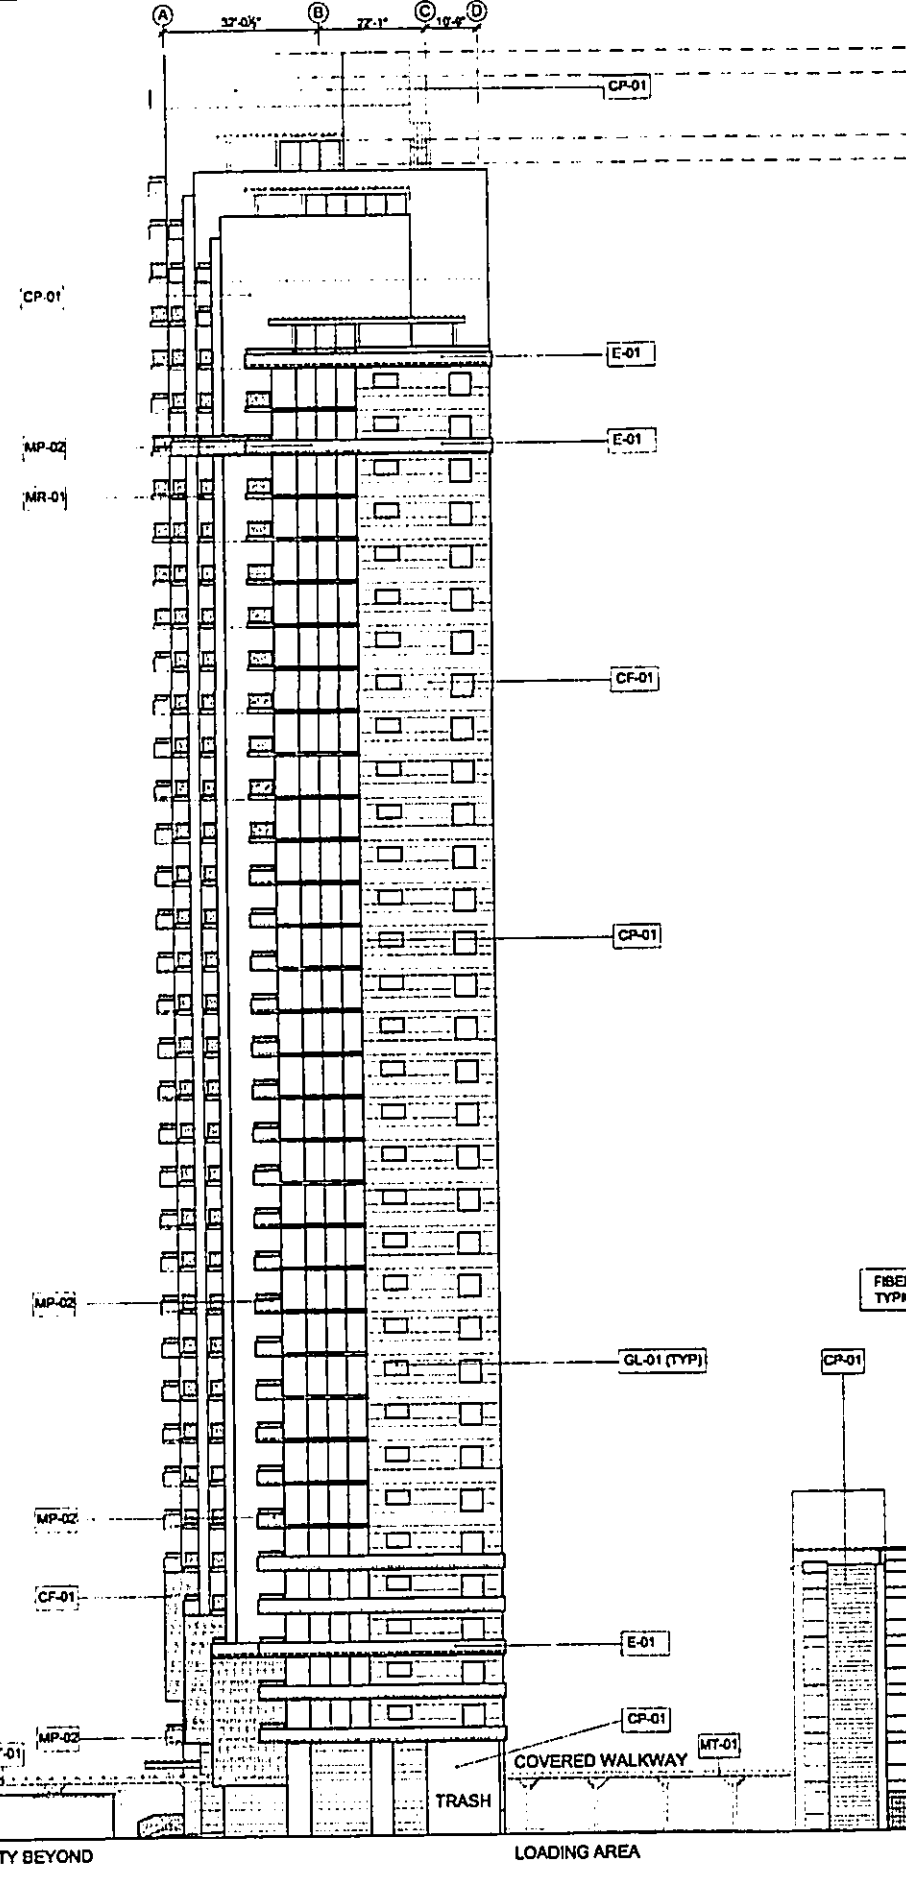 A B C D
32'-0½" 22'-1" 10'-9"
CP-01
CP-01
E-01
MP-02
E-01
MR-01
CF-01
CP-01
MP-02
GL-01 (TYP)
CP-01
MP-02
CF-01
E-01
CP-01
MP-02
MT-01
COVERED WALKWAY
TRASH
TY BEYOND
LOADING AREA